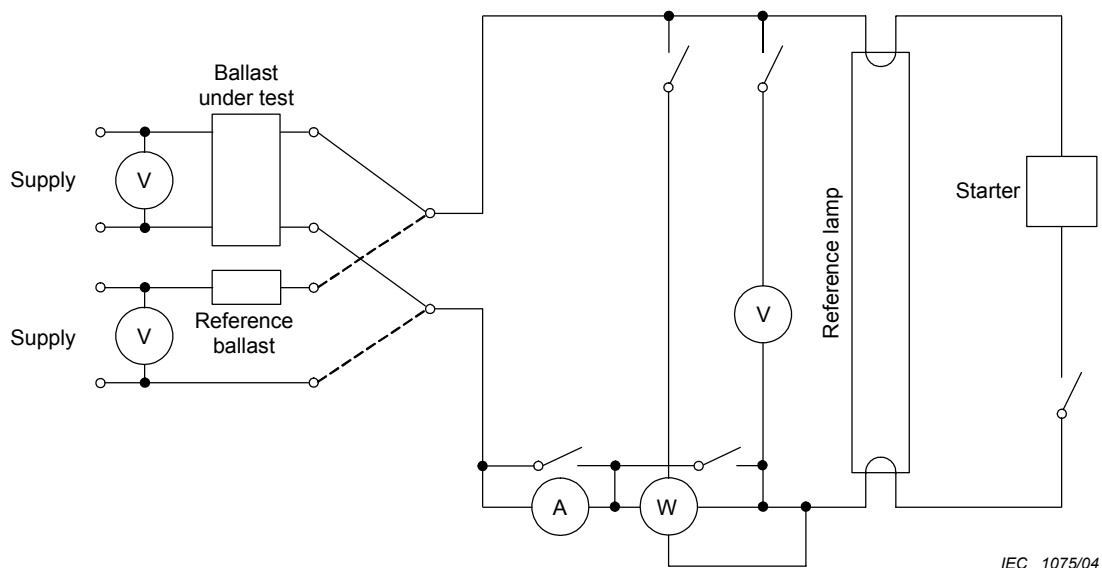 Ballast
under test
Supply
V
Starter
Reference lamp
V
Supply
V
Reference
ballast
A
W
IEC 1075/04